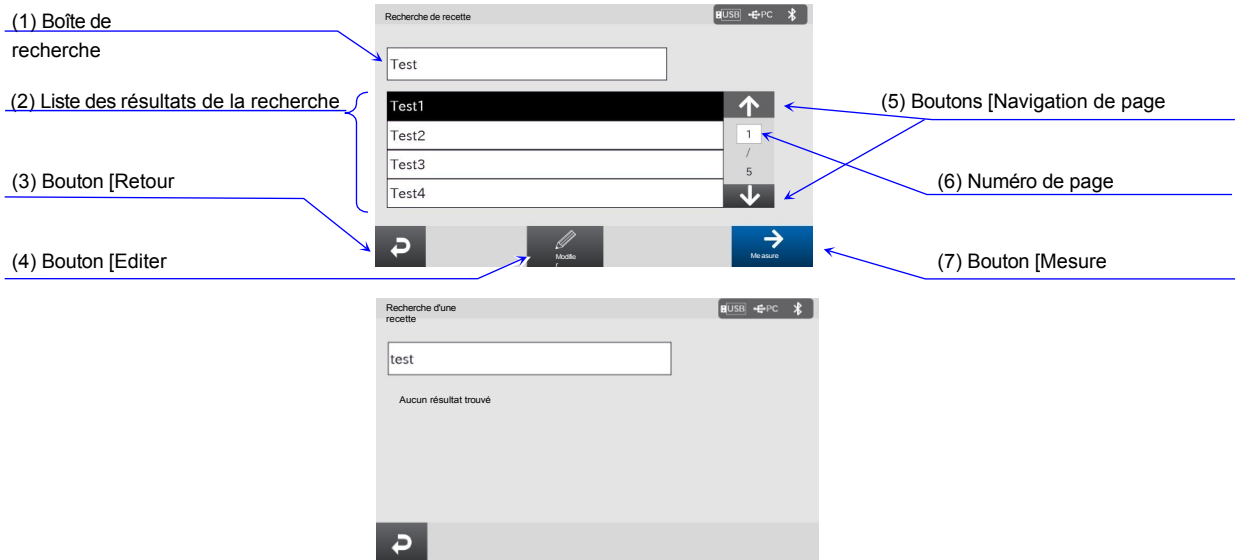 (1) Boîte de
recherche
(2) Liste des résultats de la recherche
(3) Bouton [Retour
(4) Bouton [Editer
Recherche de recette
USB PC
Test
Test1
Test2
Test3
Test4
1
/
5
Modifie
r
Measure
(5) Boutons [Navigation de page
(6) Numéro de page
(7) Bouton [Mesure
Recherche d'une
recette
USB PC
test
Aucun résultat trouvé